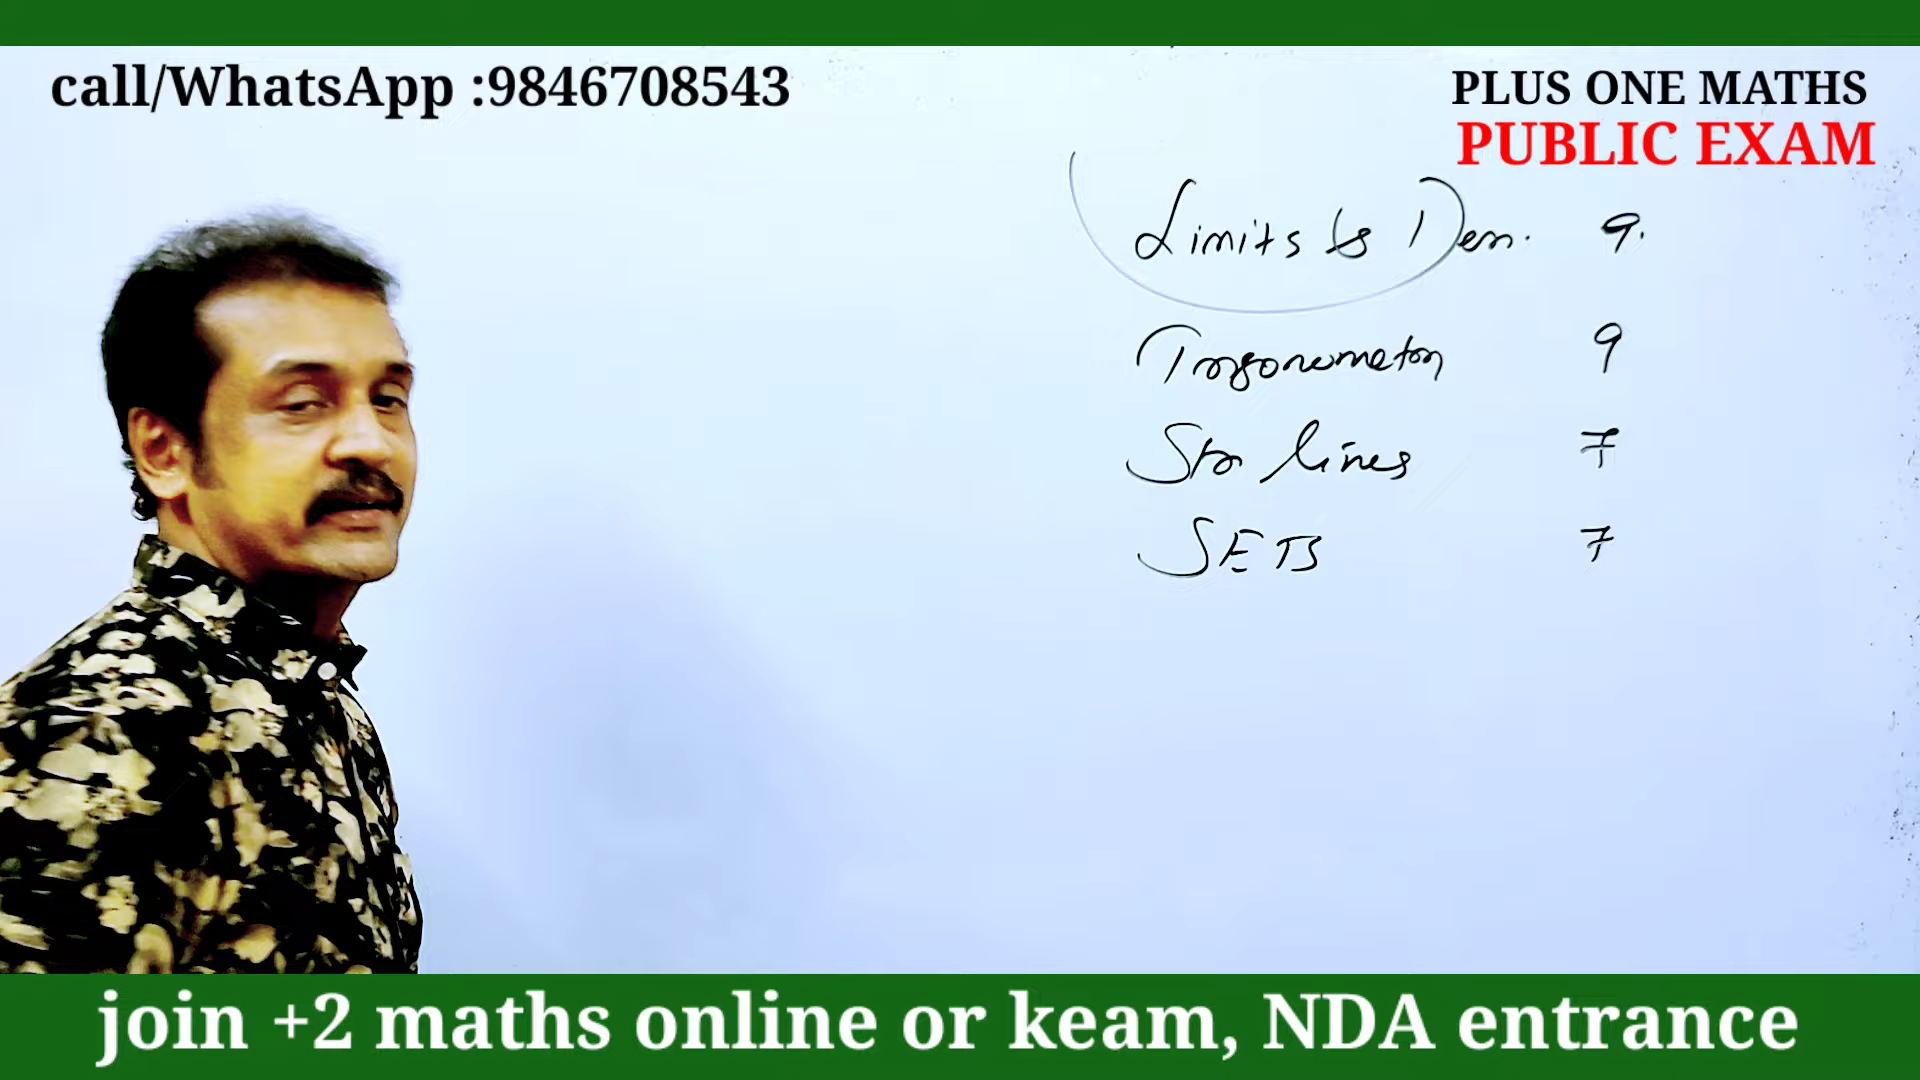 call/WhatsApp :9846708543
PLUS ONE MATHS
PUBLIC EXAM
Limits & Der. 9.
Trigonometry 9
Str lines 7
SETS 7
join +2 maths online or keam, NDA entrance